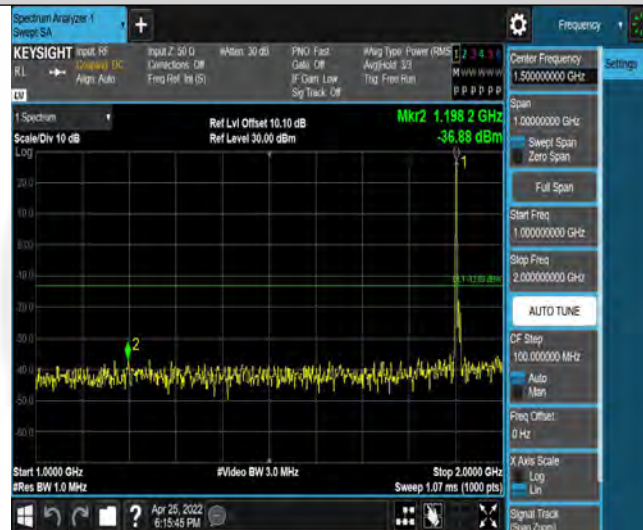 Spectrum Analyzer 1
Swept SA
+
Frequency
KEYSIGHT
Input: RF
Input Z: 50 Ω
#Atten: 30 dB
PNO: Fast
#Avg Type: Power (RMS
1 2 3 4 5 6
RL
Coupling: DC
Corrections: Off
Gate: Off
Avg|Hold: 3/3
M W W W W W
Align: Auto
Freq Ref: Int (S)
IF Gain: Low
Trig: Free Run
Sig Track: Off
P P P P P P
LV
1 Spectrum
Ref Lvl Offset 10.10 dB
Mkr2 1.198 2 GHz
Scale/Div 10 dB
Ref Level 30.00 dBm
-36.88 dBm
Log
1
20.0
10.0
0.00
-10.0
-20.0
-30.0
2
-40.0
-50.0
-60.0
Start 1.0000 GHz
#Video BW 3.0 MHz
Stop 2.0000 GHz
#Res BW 1.0 MHz
Sweep 1.07 ms (1000 pts)
?
Apr 25, 2022
6:15:45 PM
Center Frequency
1.500000000 GHz
Settings
Span
1.00000000 GHz
Swept Span
Zero Span
Full Span
Start Freq
1.000000000 GHz
Stop Freq
2.000000000 GHz
AUTO TUNE
CF Step
100.000000 MHz
Auto
Man
Freq Offset
0 Hz
X Axis Scale
Log
Lin
Signal Track
(Span Zoom)